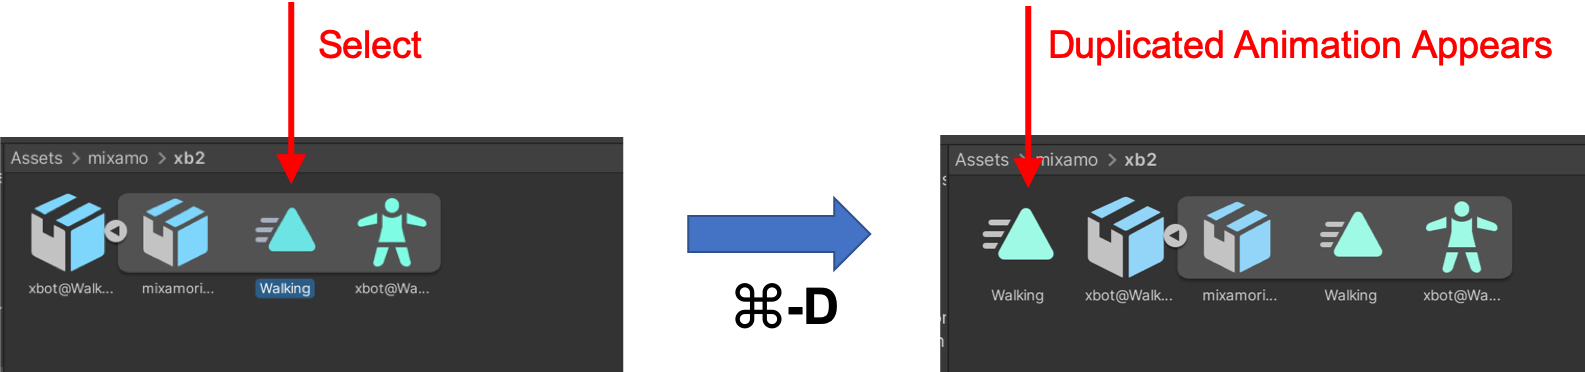 Select
Duplicated Animation Appears
Assets > mixamo > xb2
xbot@Walk...
mixamori...
Walking
xbot@Wa...
⌘-D
Assets > mixamo > xb2
Walking
xbot@Walk...
mixamori...
Walking
xbot@Wa...